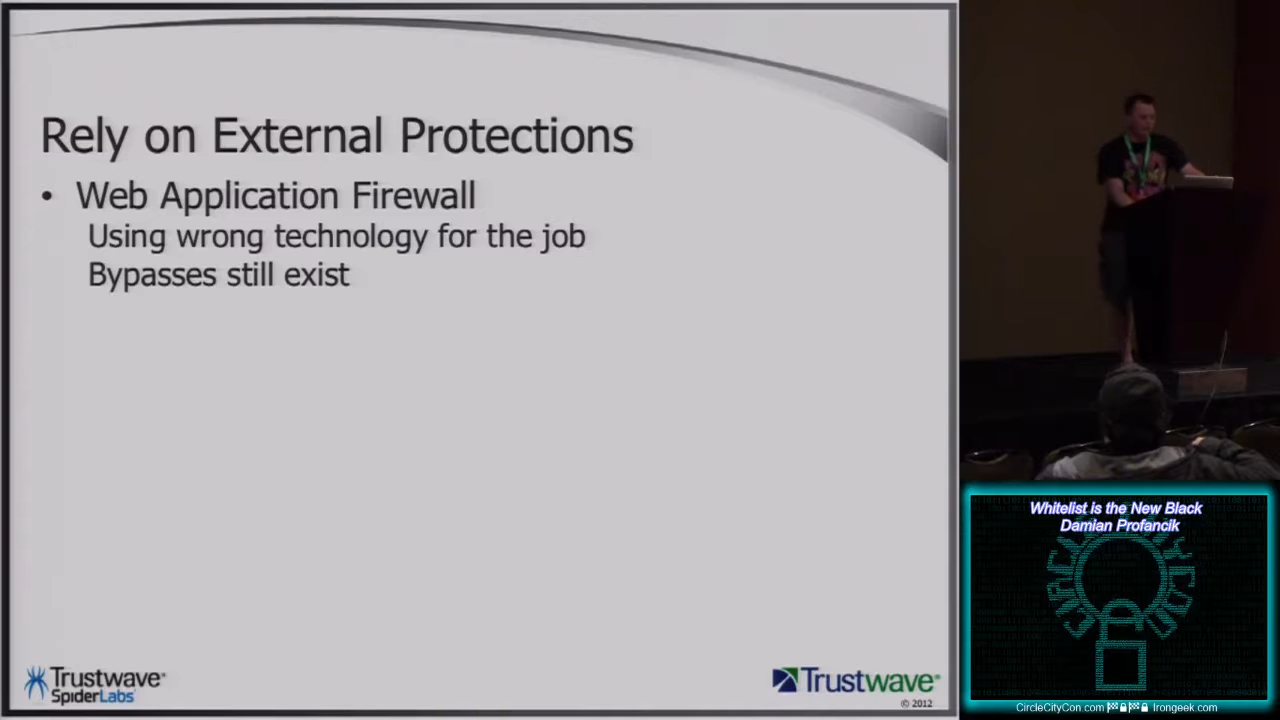 Rely on External Protections
• Web Application Firewall
Using wrong technology for the job
Bypasses still exist
Trustwave®
SpiderLabs®
Trustwave®
© 2012
Whitelist is the New Black
Damian Profancik
CircleCityCon.com
Irongeek.com